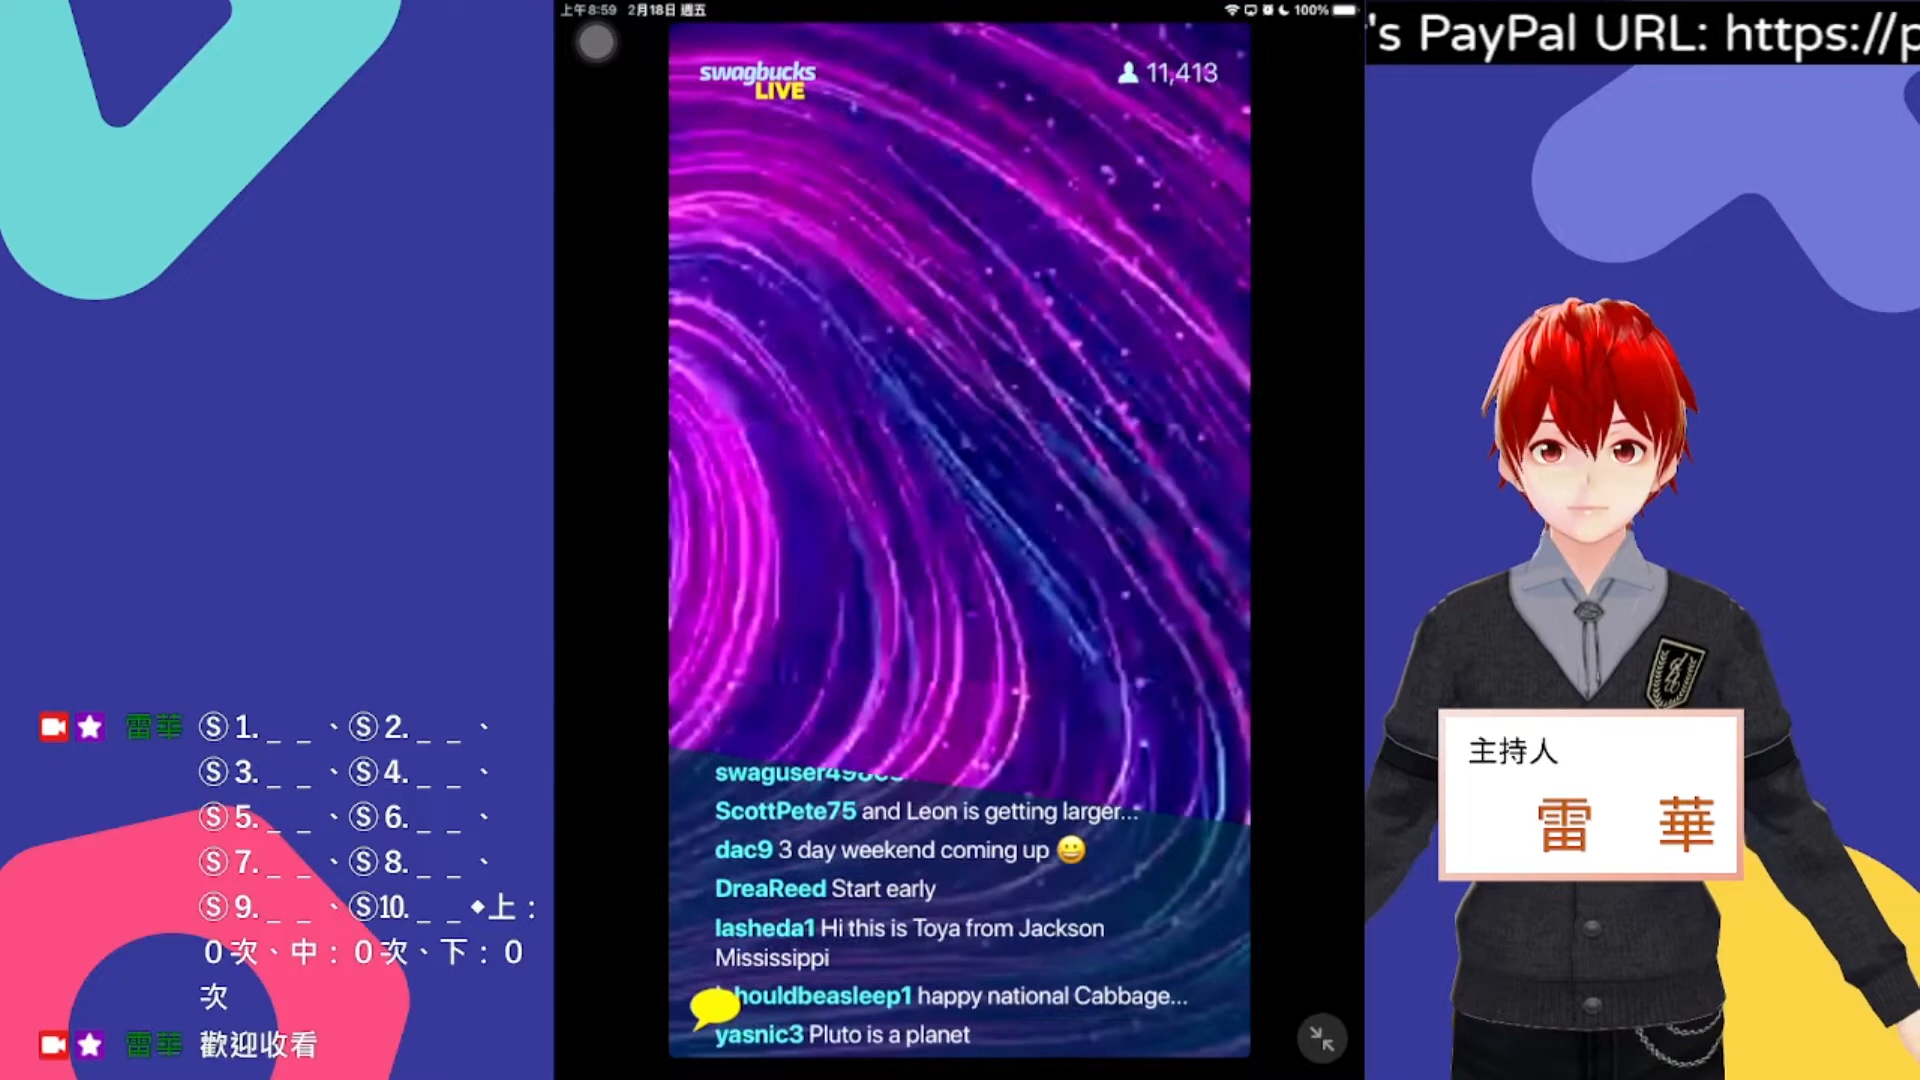 上午8:59 2月18日 週五
100%
's PayPal URL: https://p
swagbucks
LIVE
11,413
swaguser49
ScottPete75 and Leon is getting larger...
dac9 3 day weekend coming up 😀
DreaReed Start early
lasheda1 Hi this is Toya from Jackson
Mississippi
houldbeasleep1 happy national Cabbage...
yasnic3 Pluto is a planet
雷華 Ⓢ1. _ _ 、Ⓢ2. _ _ 、
Ⓢ3. _ _ 、Ⓢ4. _ _ 、
Ⓢ5. _ _ 、Ⓢ6. _ _ 、
Ⓢ7. _ _ 、Ⓢ8. _ _ 、
Ⓢ9. _ _ 、Ⓢ10. _ _ ◆上：
0次、中：0次、下：0
次
雷華 歡迎收看
主持人
雷 華